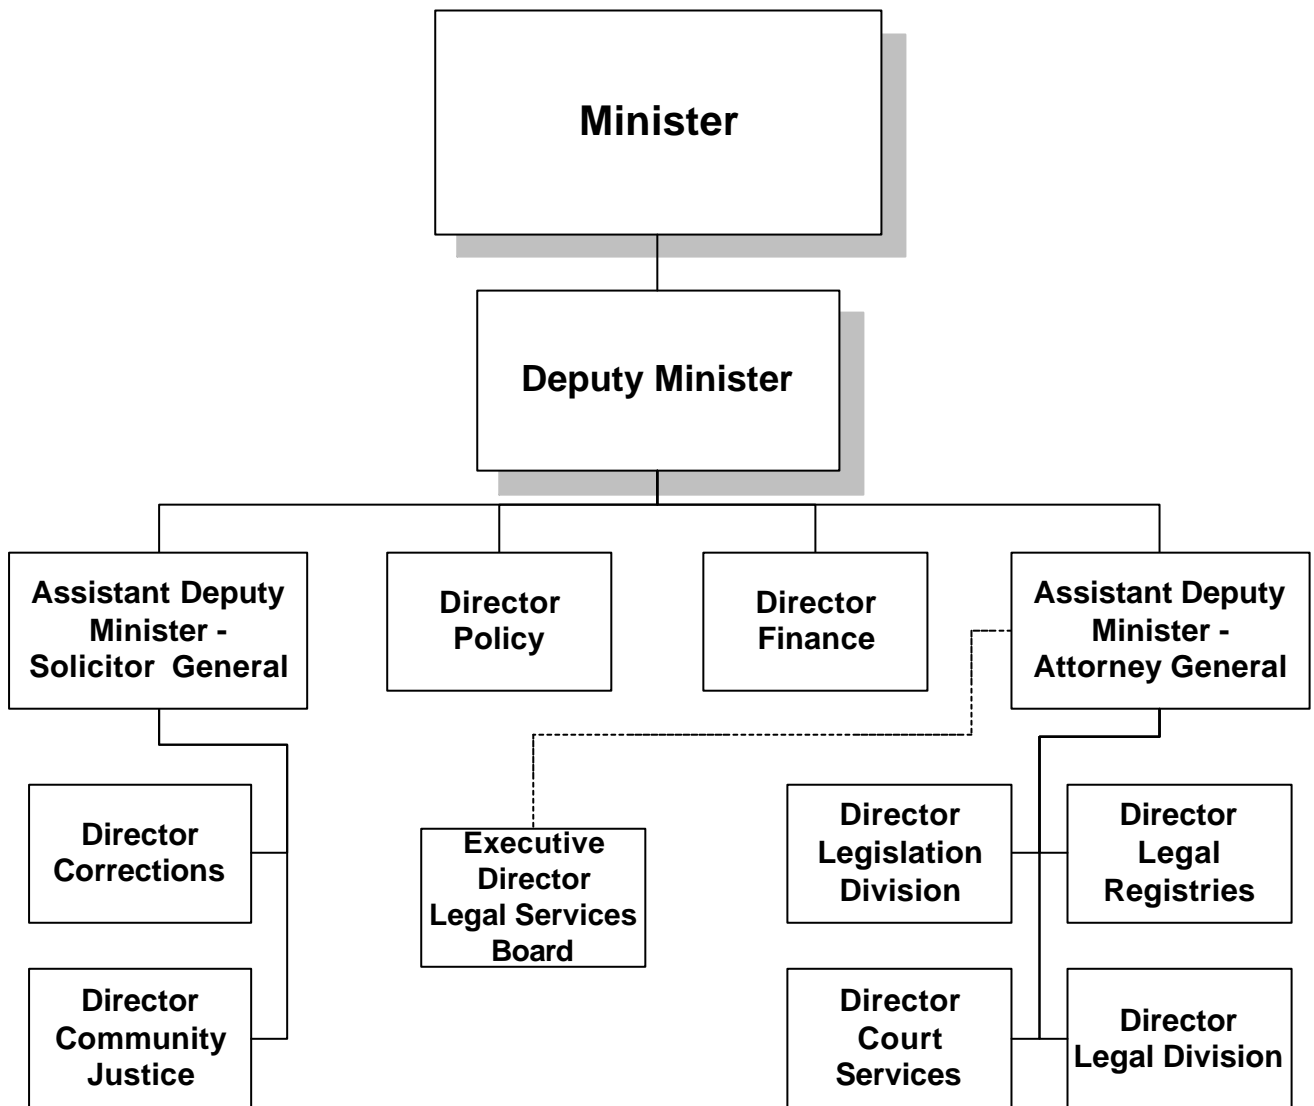 Minister
Deputy Minister
Assistant Deputy
Minister -
Solicitor General
Director
Policy
Director
Finance
Assistant Deputy
Minister -
Attorney General
Director
Corrections
Executive
Director
Legal Services
Board
Director
Legislation
Division
Director
Legal
Registries
Director
Community
Justice
Director
Court
Services
Director
Legal Division